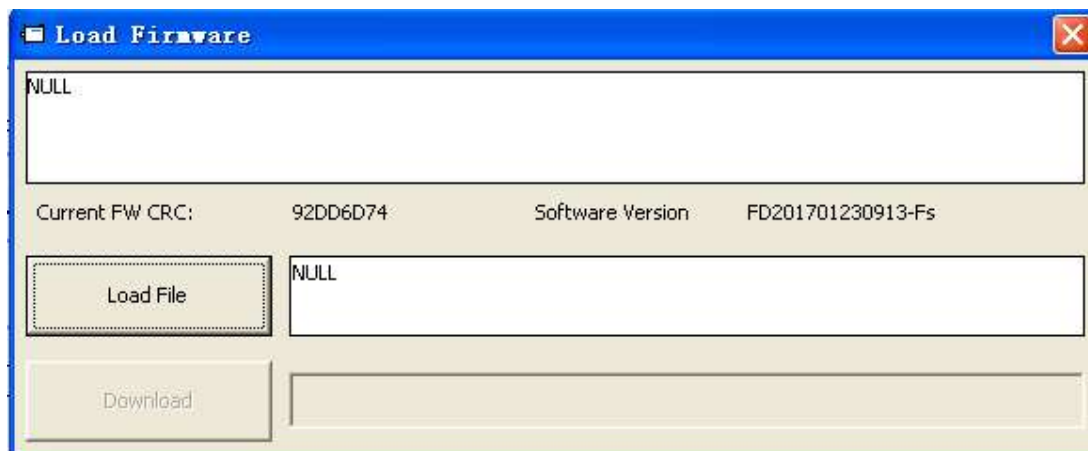 Load Firmware
NULL
Current FW CRC: 92DD6D74 Software Version FD201701230913-Fs
Load File NULL
Download